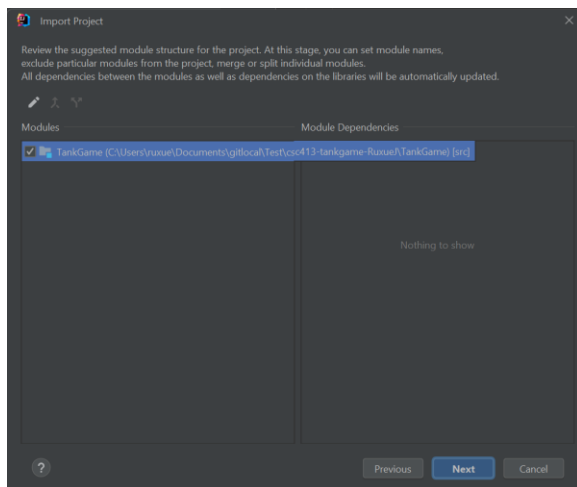 Import Project
Review the suggested module structure for the project. At this stage, you can set module names,
exclude particular modules from the project, merge or split individual modules.
All dependencies between the modules as well as dependencies on the libraries will be automatically updated.
Modules
Module Dependencies
TankGame (C:\Users\ruxue\Documents\gitlocal\Test\csc413-tankgame-RuxueJ\TankGame) [src]
Nothing to show
?
Previous
Next
Cancel